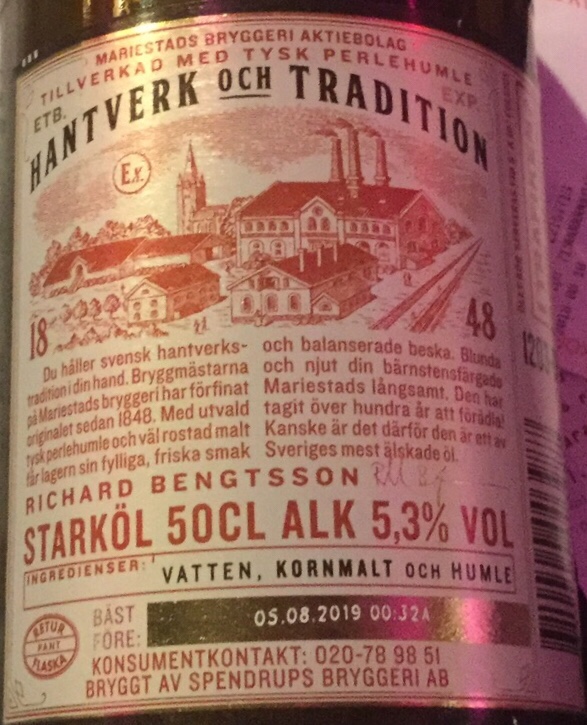 MARIESTADS BRYGGERI AKTIEBOLAG
TILLVERKAD MED TYSK PERLEHUMLE
ETB. EXP.
HANTVERK OCH TRADITION
E.x.
18 48
Du håller svensk hantverks-
tradition i din hand. Bryggmästarna
på Mariestads bryggeri har förfinat
originalet sedan 1848. Med utvald
tysk perlehumle och väl rostad malt
får lagern sin fylliga, friska smak
och balanserade beska. Blunda
och njut din bärnstensfärgade
Mariestads långsamt. Den har
tagit över hundra år att förädla!
Kanske är det därför den är ett av
Sveriges mest älskade öl.
RICHARD BENGTSSON
STARKÖL 50CL ALK 5,3% VOL
INGREDIENSER: VATTEN, KORNMALT OCH HUMLE
RETUR
PANT
FLASKA
BÄST
FÖRE: 05.08.2019 00:32A
KONSUMENTKONTAKT: 020-78 98 51
BRYGGT AV SPENDRUPS BRYGGERI AB